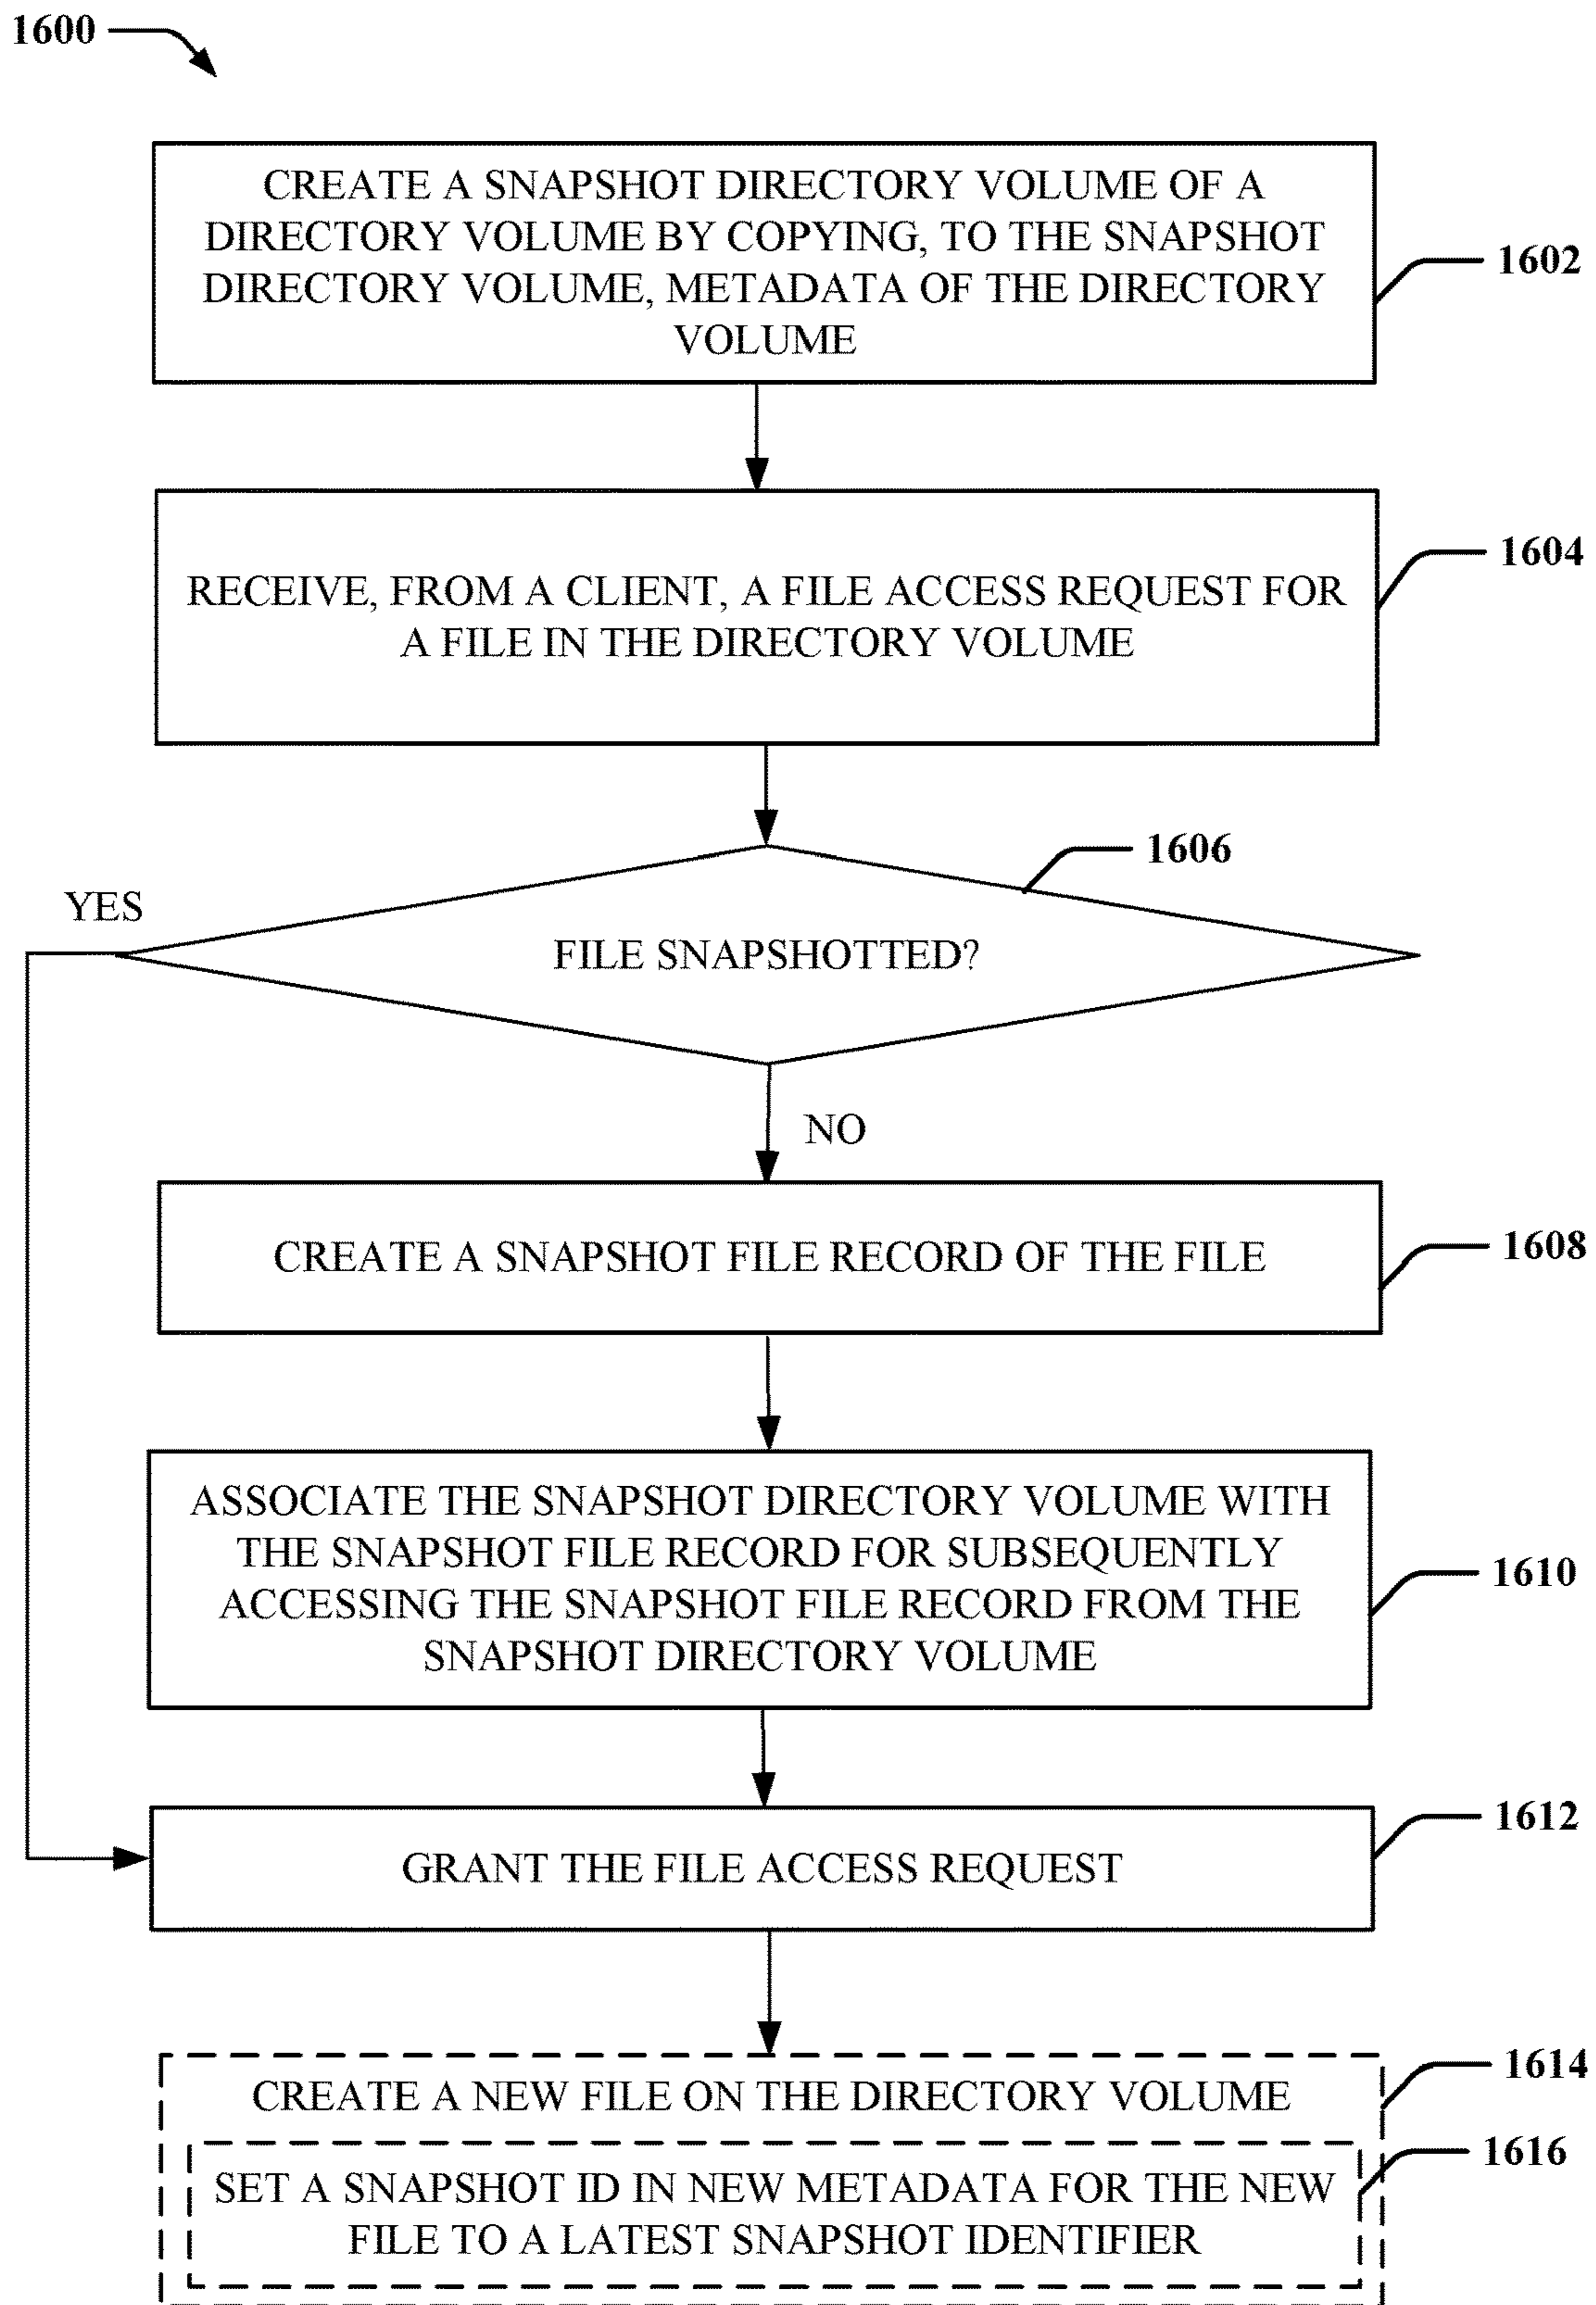 1600
CREATE A SNAPSHOT DIRECTORY VOLUME OF A
DIRECTORY VOLUME BY COPYING, TO THE SNAPSHOT
DIRECTORY VOLUME, METADATA OF THE DIRECTORY
VOLUME
1602
RECEIVE, FROM A CLIENT, A FILE ACCESS REQUEST FOR
A FILE IN THE DIRECTORY VOLUME
1604
FILE SNAPSHOTTED?
1606
YES
NO
CREATE A SNAPSHOT FILE RECORD OF THE FILE
1608
ASSOCIATE THE SNAPSHOT DIRECTORY VOLUME WITH
THE SNAPSHOT FILE RECORD FOR SUBSEQUENTLY
ACCESSING THE SNAPSHOT FILE RECORD FROM THE
SNAPSHOT DIRECTORY VOLUME
1610
GRANT THE FILE ACCESS REQUEST
1612
CREATE A NEW FILE ON THE DIRECTORY VOLUME
1614
SET A SNAPSHOT ID IN NEW METADATA FOR THE NEW
FILE TO A LATEST SNAPSHOT IDENTIFIER
1616